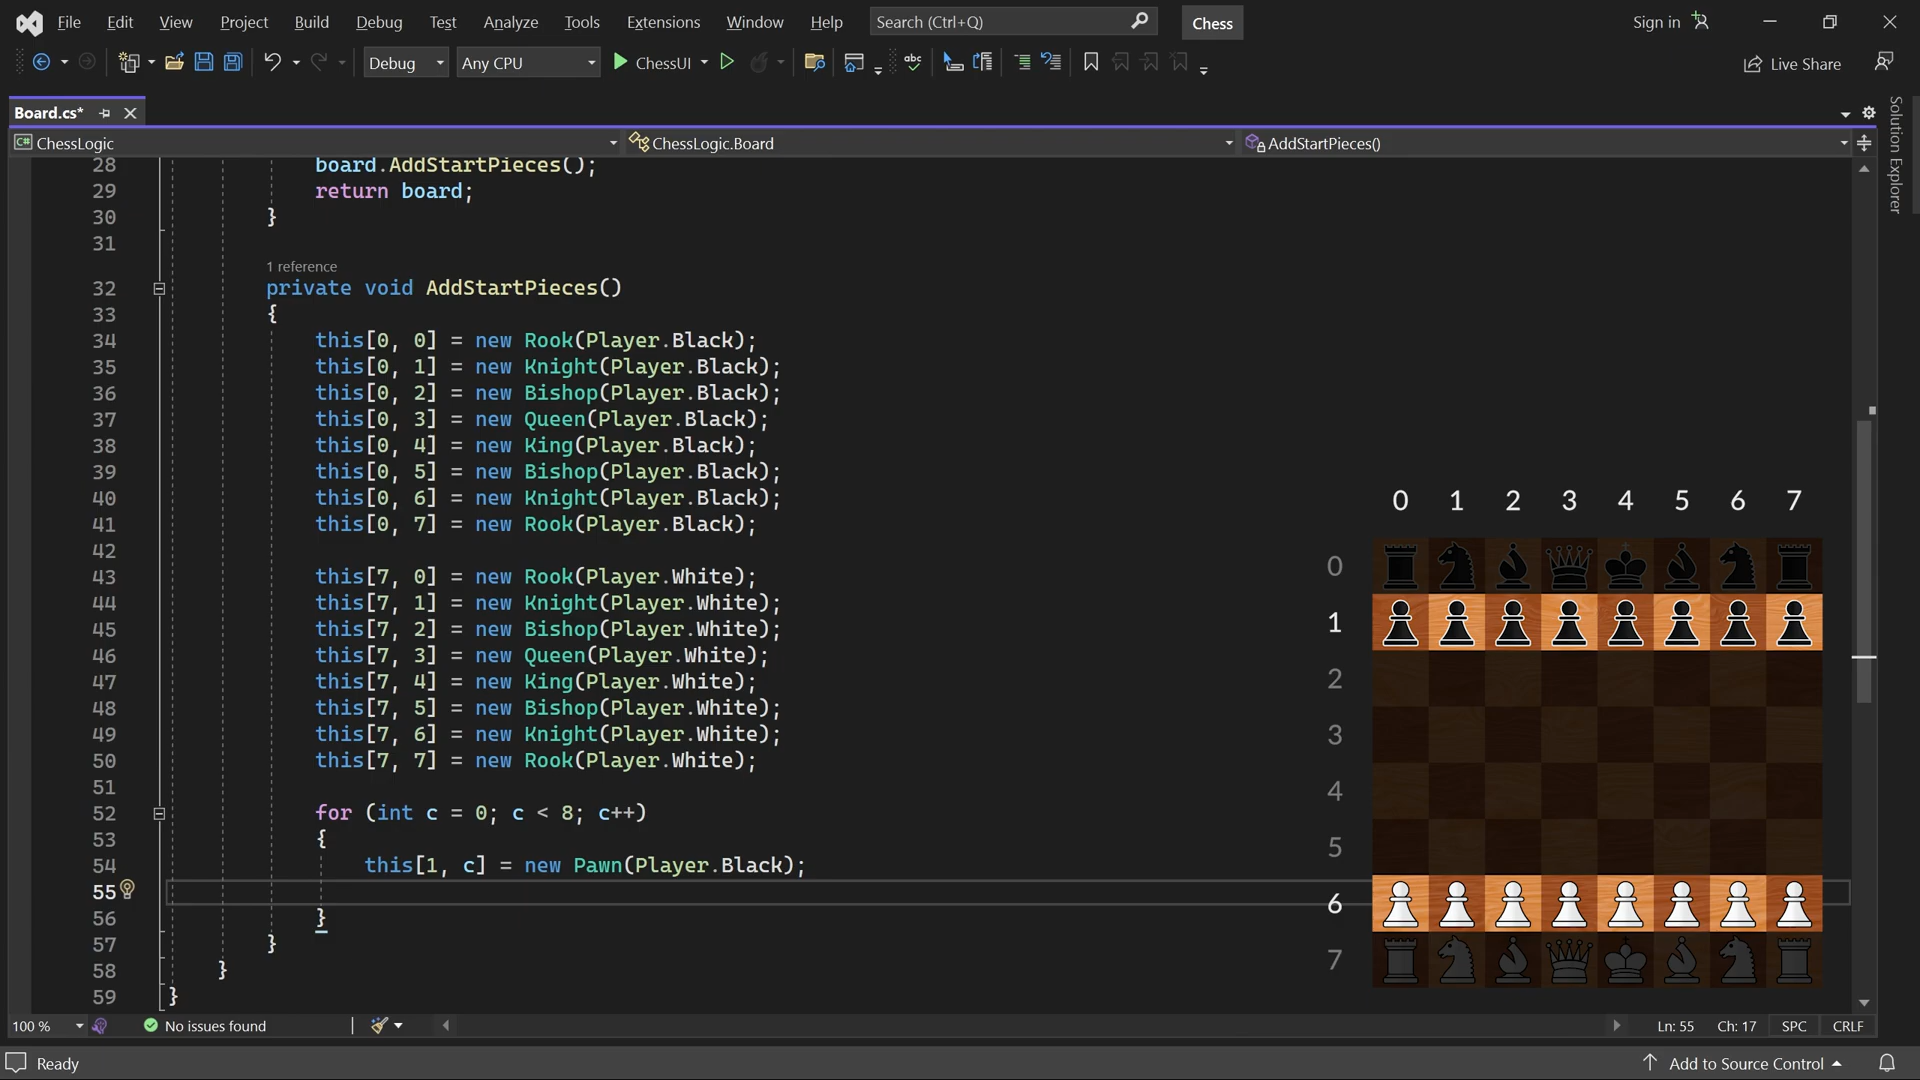 File Edit View Project Build Debug Test Analyze Tools Extensions Window Help Search (Ctrl+Q) Chess Sign in
Debug Any CPU ChessUI Live Share
Board.cs*
Solution Explorer
C# ChessLogic ChessLogic.Board AddStartPieces()
28 board.AddStartPieces();
29 return board;
30 }
31
1 reference
32 private void AddStartPieces()
33 {
34 this[0, 0] = new Rook(Player.Black);
35 this[0, 1] = new Knight(Player.Black);
36 this[0, 2] = new Bishop(Player.Black);
37 this[0, 3] = new Queen(Player.Black);
38 this[0, 4] = new King(Player.Black);
39 this[0, 5] = new Bishop(Player.Black);
40 this[0, 6] = new Knight(Player.Black);
41 this[0, 7] = new Rook(Player.Black);
42
43 this[7, 0] = new Rook(Player.White);
44 this[7, 1] = new Knight(Player.White);
45 this[7, 2] = new Bishop(Player.White);
46 this[7, 3] = new Queen(Player.White);
47 this[7, 4] = new King(Player.White);
48 this[7, 5] = new Bishop(Player.White);
49 this[7, 6] = new Knight(Player.White);
50 this[7, 7] = new Rook(Player.White);
51
52 for (int c = 0; c < 8; c++)
53 {
54 this[1, c] = new Pawn(Player.Black);
55
56 }
57 }
58 }
59 }
0 1 2 3 4 5 6 7
0
1
2
3
4
5
6
7
100 % No issues found Ln: 55 Ch: 17 SPC CRLF
Ready Add to Source Control